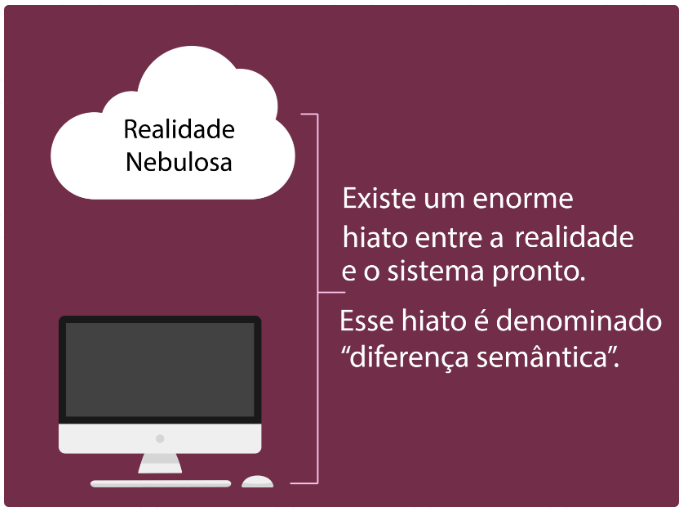 Realidade
Nebulosa
Existe um enorme
hiato entre a realidade
e o sistema pronto.
Esse hiato é denominado
“diferença semântica”.